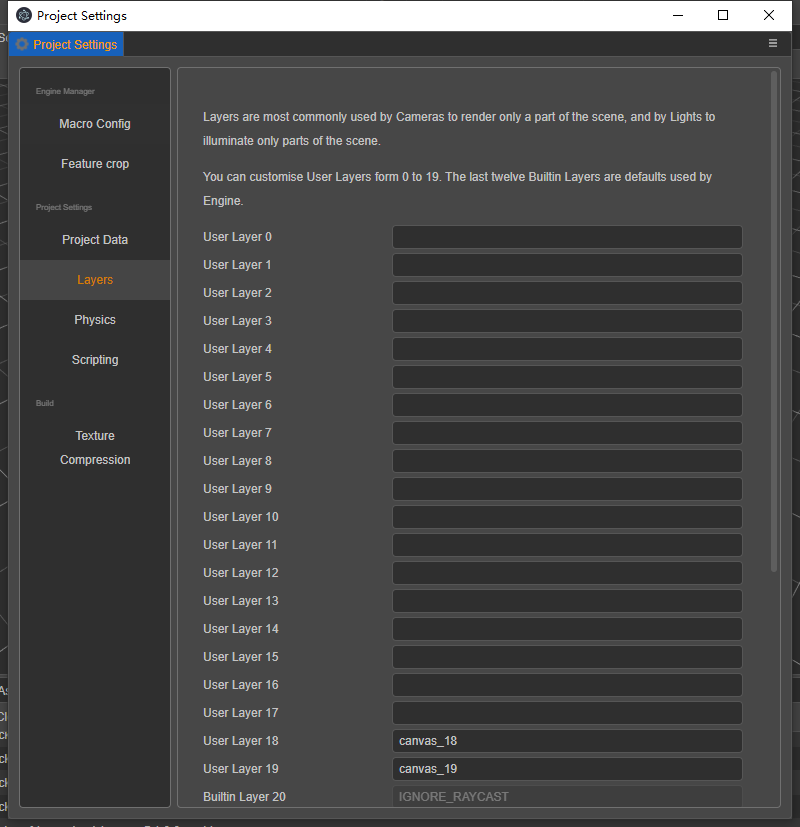 Project Settings
Project Settings
Engine Manager
Macro Config
Feature crop
Project Settings
Project Data
Layers
Physics
Scripting
Build
Texture
Compression
Layers are most commonly used by Cameras to render only a part of the scene, and by Lights to
illuminate only parts of the scene.
You can customise User Layers form 0 to 19. The last twelve Builtin Layers are defaults used by
Engine.
User Layer 0
User Layer 1
User Layer 2
User Layer 3
User Layer 4
User Layer 5
User Layer 6
User Layer 7
User Layer 8
User Layer 9
User Layer 10
User Layer 11
User Layer 12
User Layer 13
User Layer 14
User Layer 15
User Layer 16
User Layer 17
User Layer 18 canvas_18
User Layer 19 canvas_19
Builtin Layer 20 IGNORE_RAYCAST